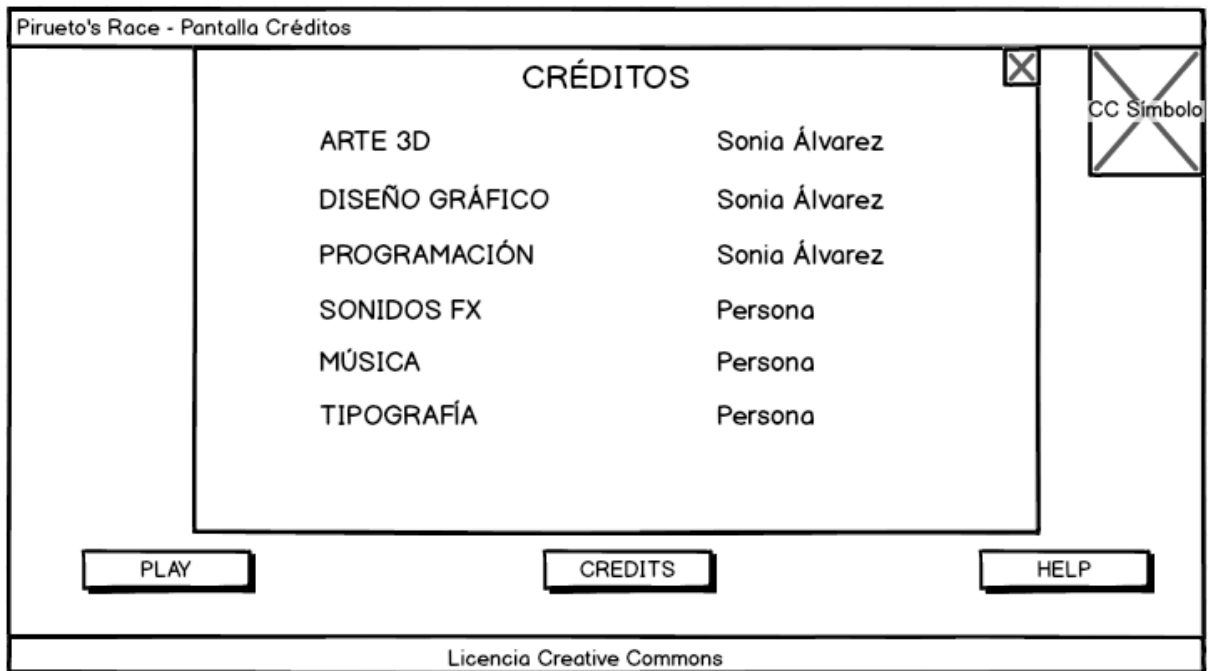 Pirueto's Race - Pantalla Créditos
CRÉDITOS
CC Símbolo
ARTE 3D Sonia Álvarez
DISEÑO GRÁFICO Sonia Álvarez
PROGRAMACIÓN Sonia Álvarez
SONIDOS FX Persona
MÚSICA Persona
TIPOGRAFÍA Persona
PLAY CREDITS HELP
Licencia Creative Commons